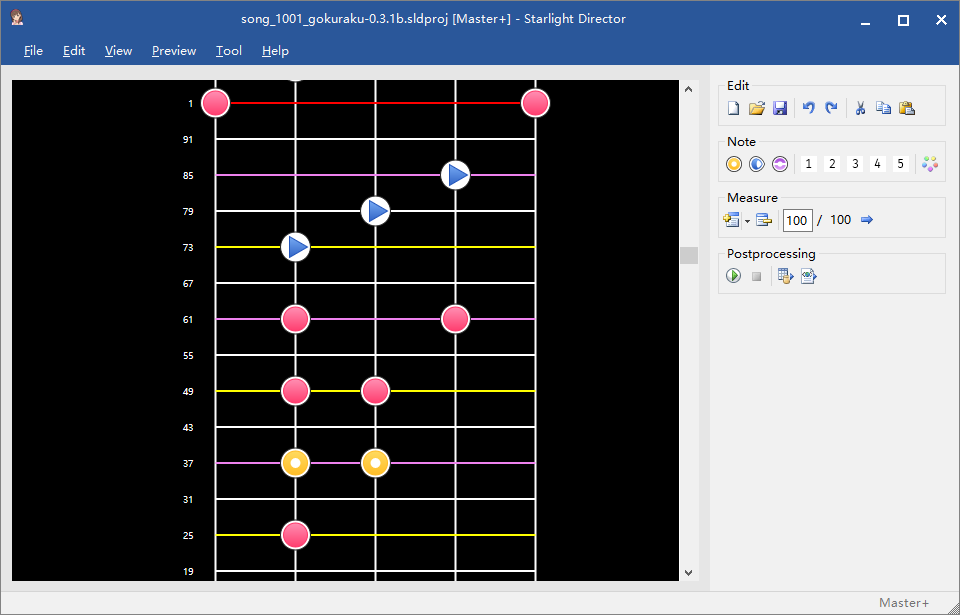 song_1001_gokuraku-0.3.1b.sldproj [Master+] - Starlight Director
File Edit View Preview Tool Help
1
91
85
79
73
67
61
55
49
43
37
31
25
19
Edit
Note
1 2 3 4 5
Measure
100 / 100
Postprocessing
Master+